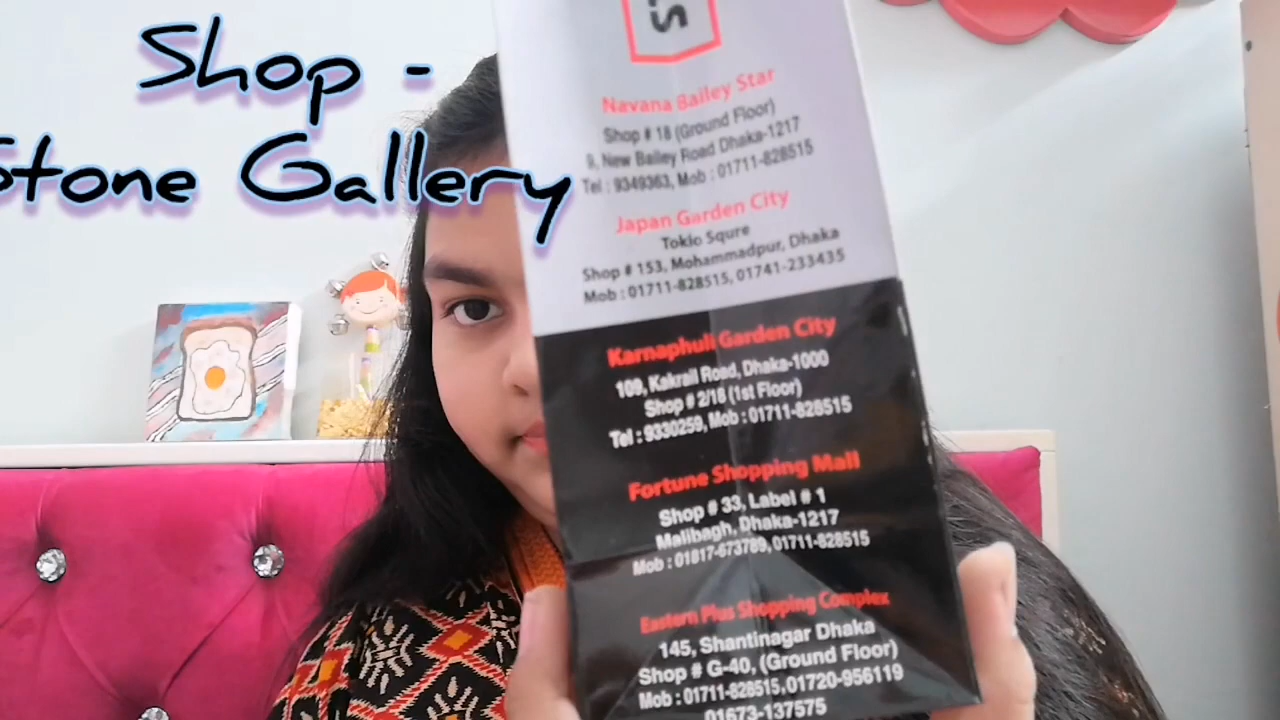 Shop -
Stone Gallery
Navana Bailey Star
Shop # 18 (Ground Floor)
9, New Bailey Road Dhaka-1217
Tel : 9349363, Mob : 01711-828515
Japan Garden City
Tokio Squre
Shop # 153, Mohammadpur, Dhaka
Mob : 01711-828515, 01741-233435
Karnaphuli Garden City
109, Kakrail Road, Dhaka-1000
Shop # 2/18 (1st Floor)
Tel : 9330259, Mob : 01711-828515
Fortune Shopping Mall
Shop # 33, Label # 1
Malibagh, Dhaka-1217
Mob : 01817-673789, 01711-828515
Eastern Plus Shopping Complex
145, Shantinagar Dhaka
Shop # G-40, (Ground Floor)
Mob : 01711-828515, 01720-956119
01673-137575